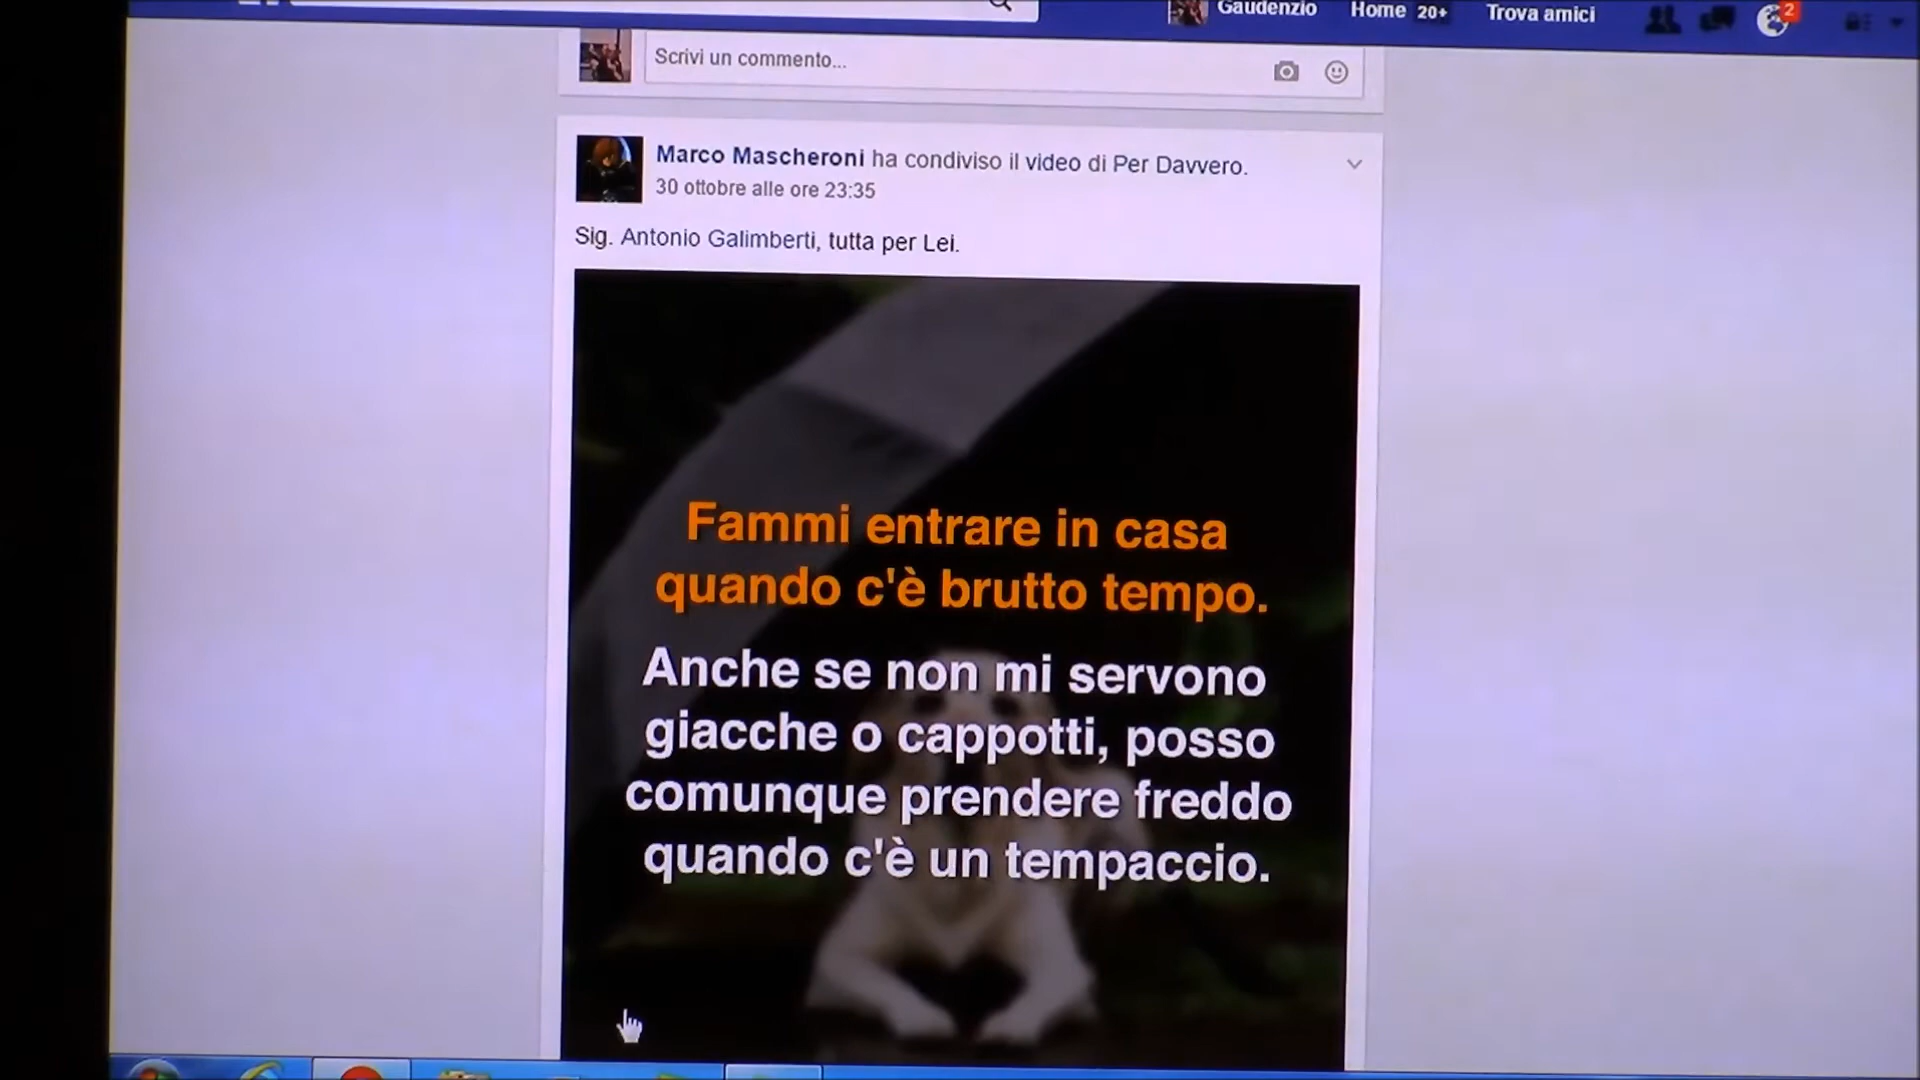 Gaudenzio Home 20+ Trova amici 2
Scrivi un commento...
Marco Mascheroni ha condiviso il video di Per Davvero.
30 ottobre alle ore 23:35
Sig. Antonio Galimberti, tutta per Lei.
Fammi entrare in casa
quando c'è brutto tempo.
Anche se non mi servono
giacche o cappotti, posso
comunque prendere freddo
quando c'è un tempaccio.